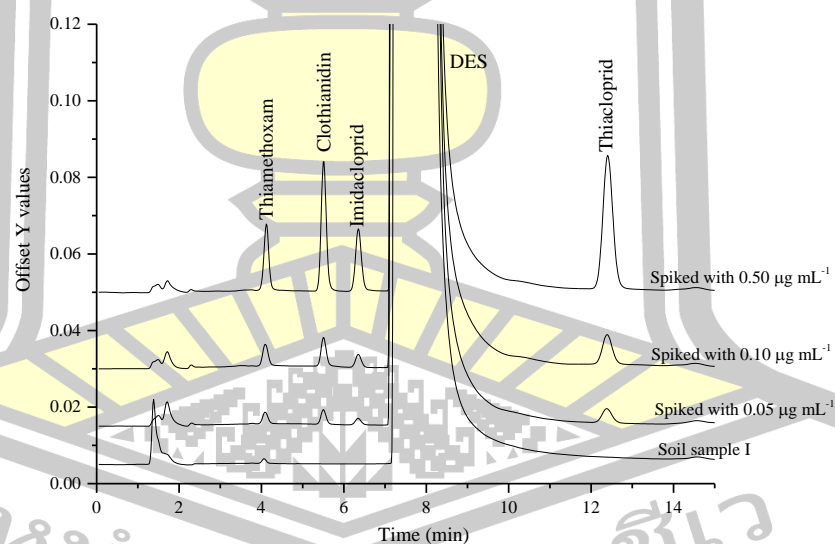 0.12
0.10
0.08
0.06
0.04
0.02
0.00
Offset Y values
Thiamethoxam
Clothianidin
Imidacloprid
DES
Thiacloprid
Spiked with 0.50 µg mL⁻¹
Spiked with 0.10 µg mL⁻¹
Spiked with 0.05 µg mL⁻¹
Soil sample I
0 2 4 6 8 10 12 14
Time (min)